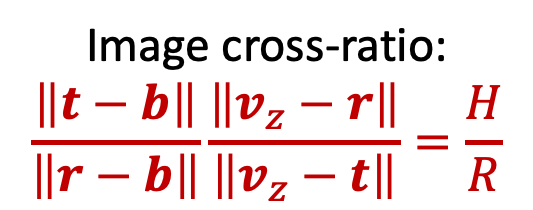 Image cross-ratio:
‖t − b‖ ‖v_Z − r‖ / ‖r − b‖ ‖v_Z − t‖ = H / R